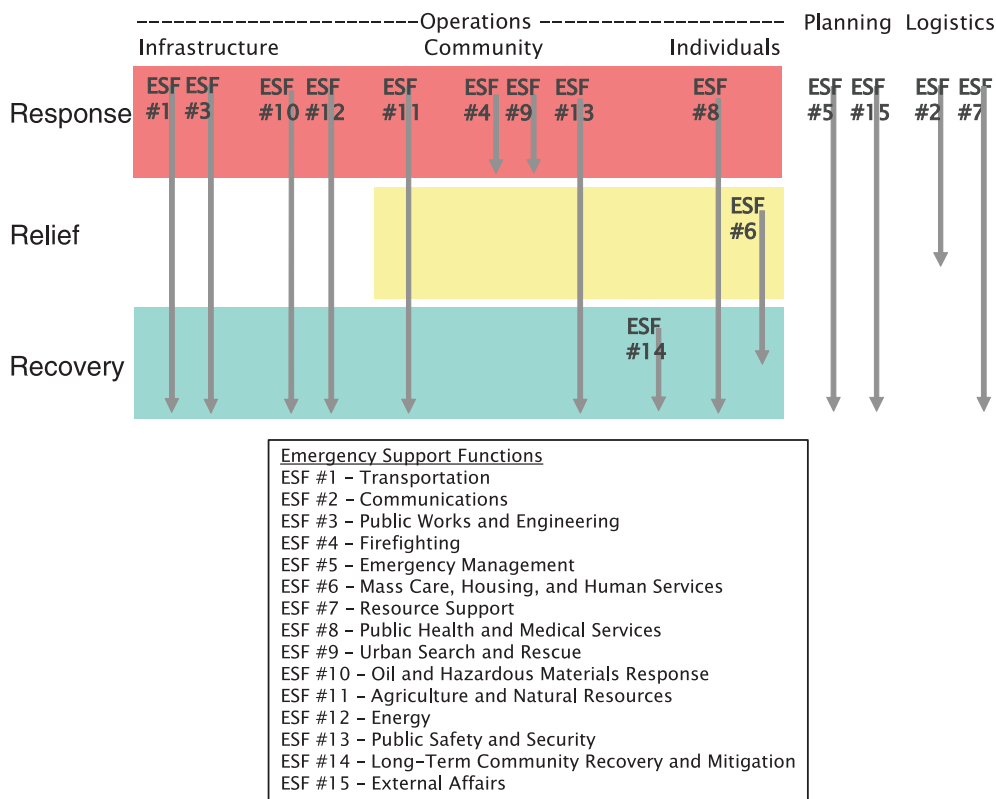 Operations Planning Logistics
Infrastructure Community Individuals
Response
ESF #1
ESF #3
ESF #10
ESF #12
ESF #11
ESF #4
ESF #9
ESF #13
ESF #8
ESF #5
ESF #15
ESF #2
ESF #7
Relief
ESF #6
Recovery
ESF #14
Emergency Support Functions
ESF #1 – Transportation
ESF #2 – Communications
ESF #3 – Public Works and Engineering
ESF #4 – Firefighting
ESF #5 – Emergency Management
ESF #6 – Mass Care, Housing, and Human Services
ESF #7 – Resource Support
ESF #8 – Public Health and Medical Services
ESF #9 – Urban Search and Rescue
ESF #10 – Oil and Hazardous Materials Response
ESF #11 – Agriculture and Natural Resources
ESF #12 – Energy
ESF #13 – Public Safety and Security
ESF #14 – Long-Term Community Recovery and Mitigation
ESF #15 – External Affairs